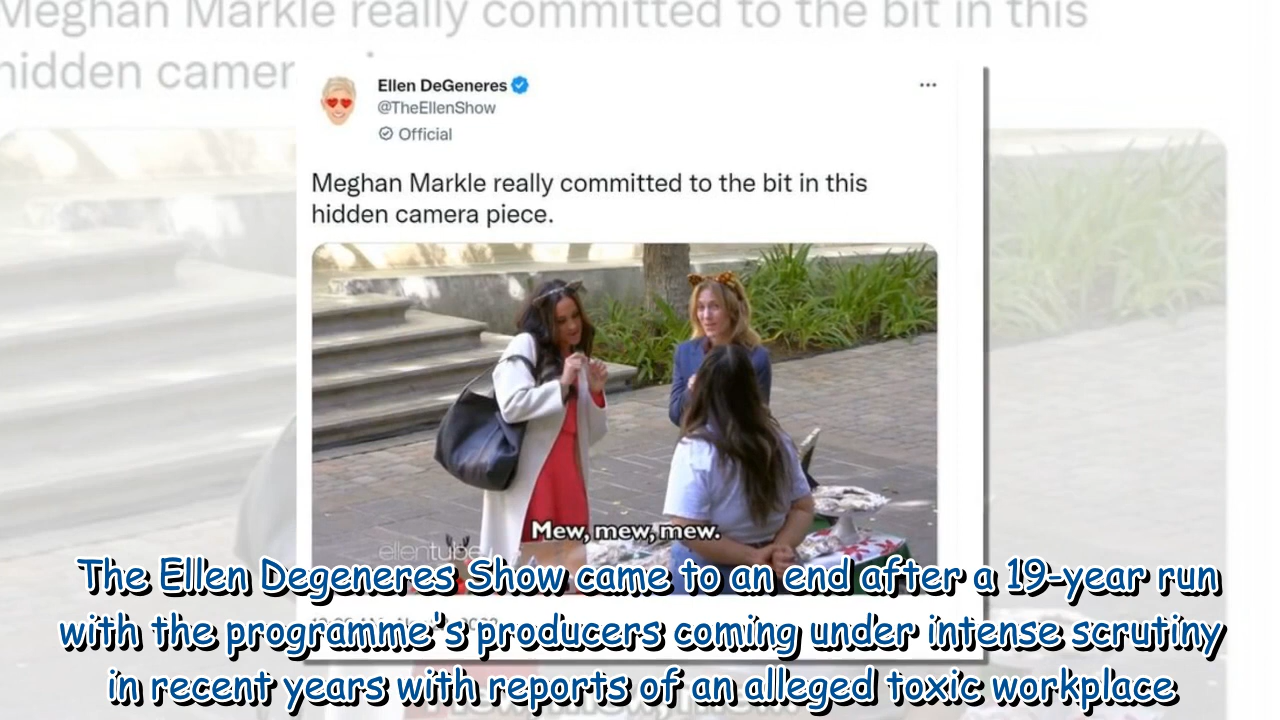 Meghan Markle really committed to the bit in this
hidden camer
Ellen DeGeneres
@TheEllenShow
Official
Meghan Markle really committed to the bit in this
hidden camera piece.
Mew, mew, mew.
ellentube
The Ellen Degeneres Show came to an end after a 19-year run
with the programme's producers coming under intense scrutiny
in recent years with reports of an alleged toxic workplace